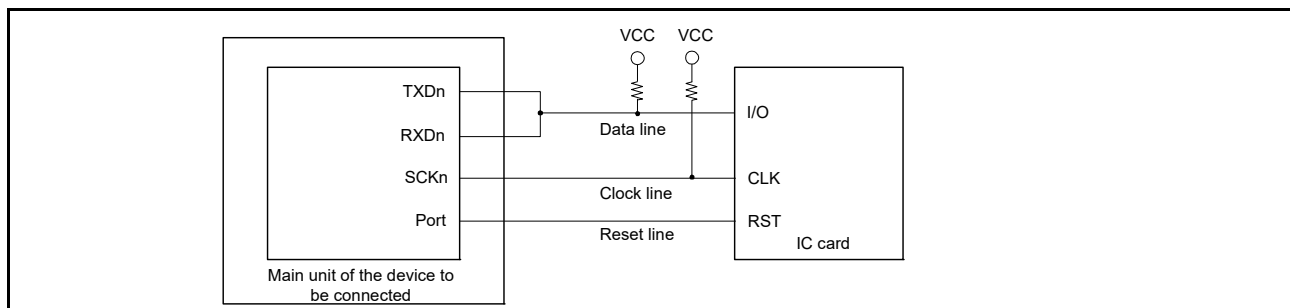 VCC
VCC
TXDn
RXDn
SCKn
Port
Data line
Clock line
Reset line
I/O
CLK
RST
IC card
Main unit of the device to
be connected